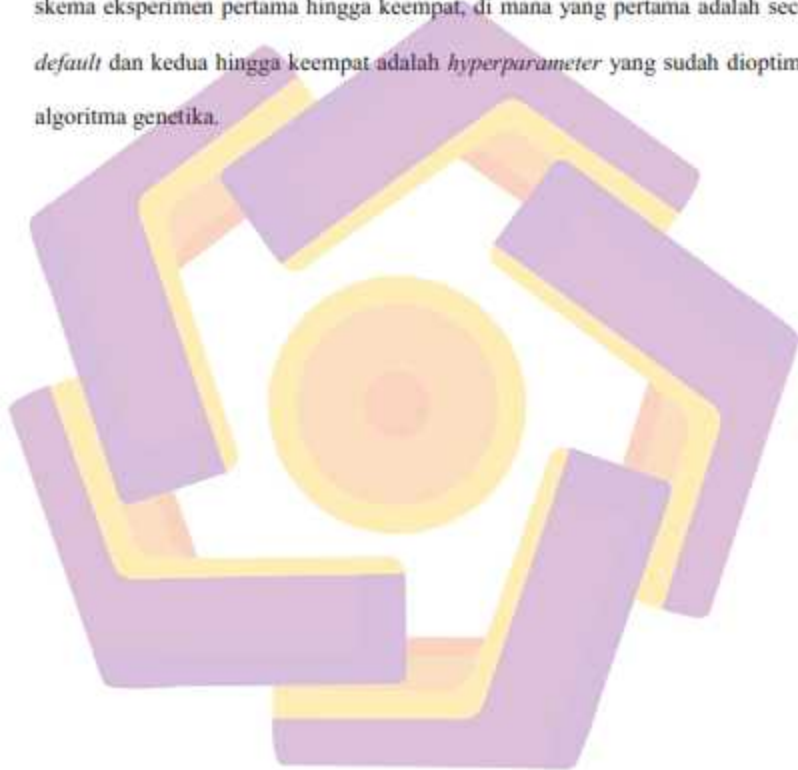 skema eksperimen pertama hingga keempat, di mana yang pertama adalah
default dan kedua hingga keempat adalah hyperparameter yang sudah
algoritma genetika.